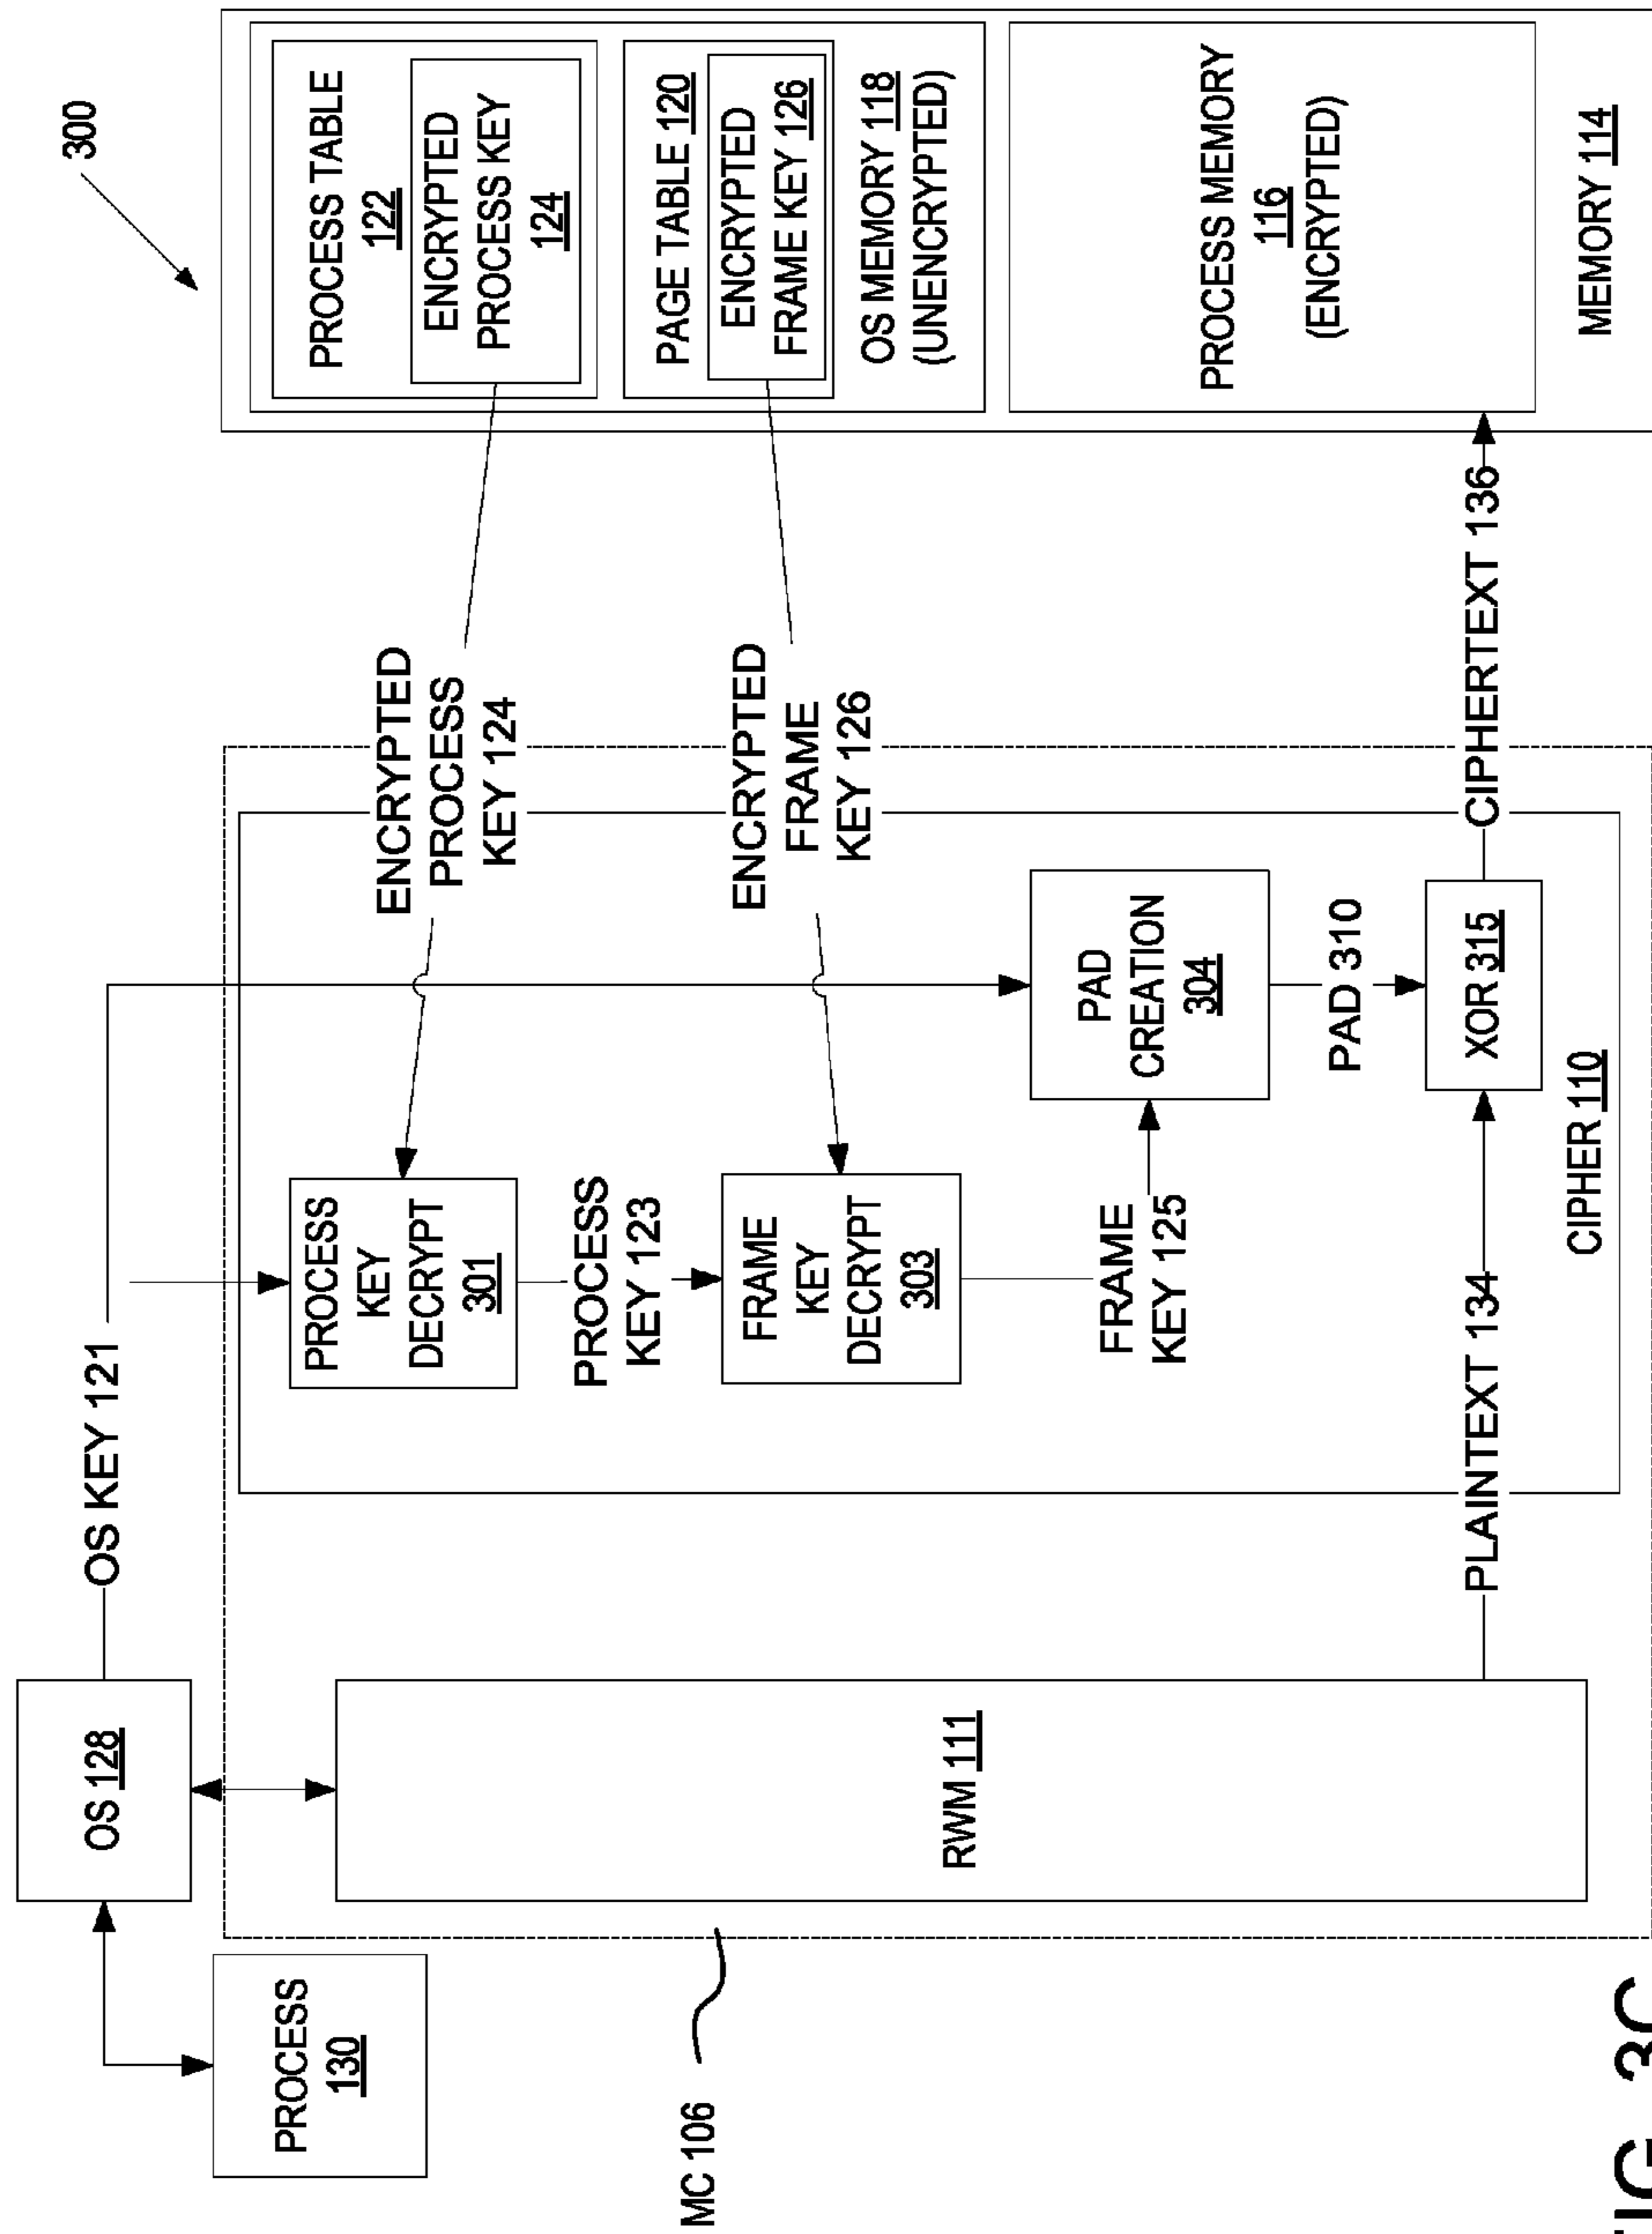 300
PROCESS
130
OS 128
OS KEY 121
MC 106
RWM 111
PROCESS
KEY
DECRYPT
301
ENCRYPTED
PROCESS
KEY 124
PROCESS
KEY 123
FRAME
KEY
DECRYPT
303
ENCRYPTED
FRAME
KEY 126
FRAME
KEY 125
PAD
CREATION
304
PAD 310
PLAINTEXT 134
XOR 315
CIPHERTEXT 136
CIPHER 110
PROCESS TABLE
122
ENCRYPTED
PROCESS KEY
124
PAGE TABLE 120
ENCRYPTED
FRAME KEY 126
OS MEMORY 118
(UNENCRYPTED)
PROCESS MEMORY
116
(ENCRYPTED)
MEMORY 114
IG 3C